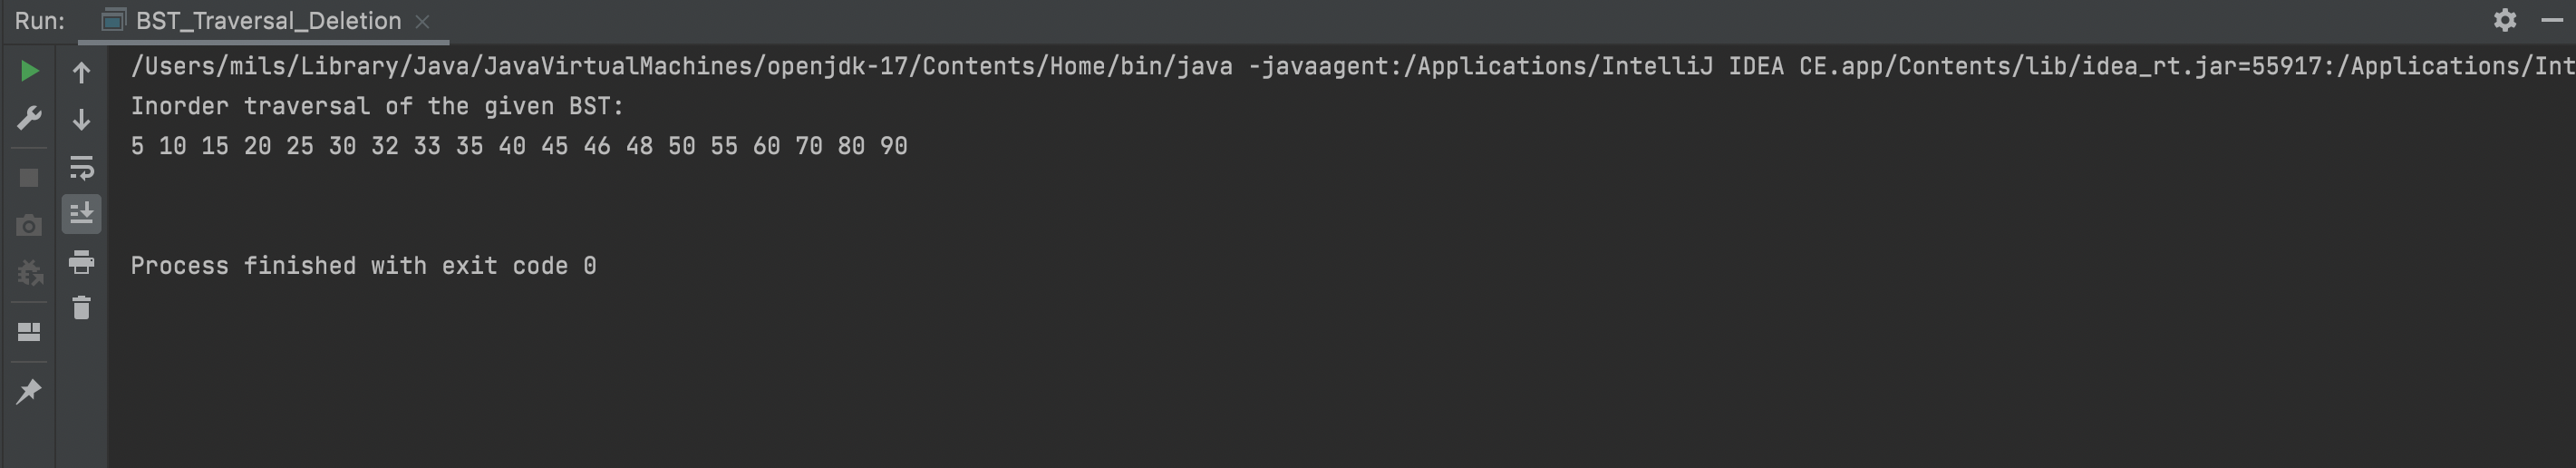 Run: BST_Traversal_Deletion
/Users/mils/Library/Java/JavaVirtualMachines/openjdk-17/Contents/Home/bin/java -javaagent:/Applications/IntelliJ IDEA CE.app/Contents/lib/idea_rt.jar=55917:/Applications/Int
Inorder traversal of the given BST:
5 10 15 20 25 30 32 33 35 40 45 46 48 50 55 60 70 80 90
Process finished with exit code 0